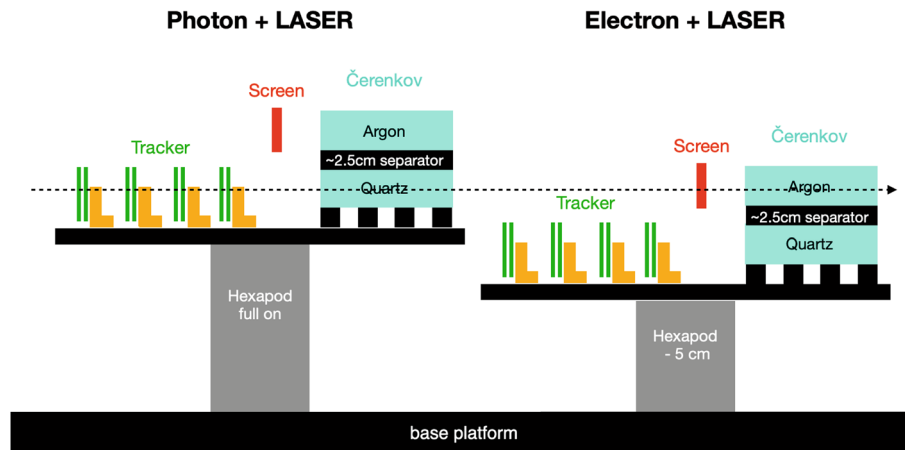 Photon + LASER
Electron + LASER
Čerenkov
Screen
Argon
Tracker
~2.5cm separator
Quartz
Hexapod
full on
Čerenkov
Screen
Argon
Tracker
~2.5cm separator
Quartz
Hexapod
- 5 cm
base platform